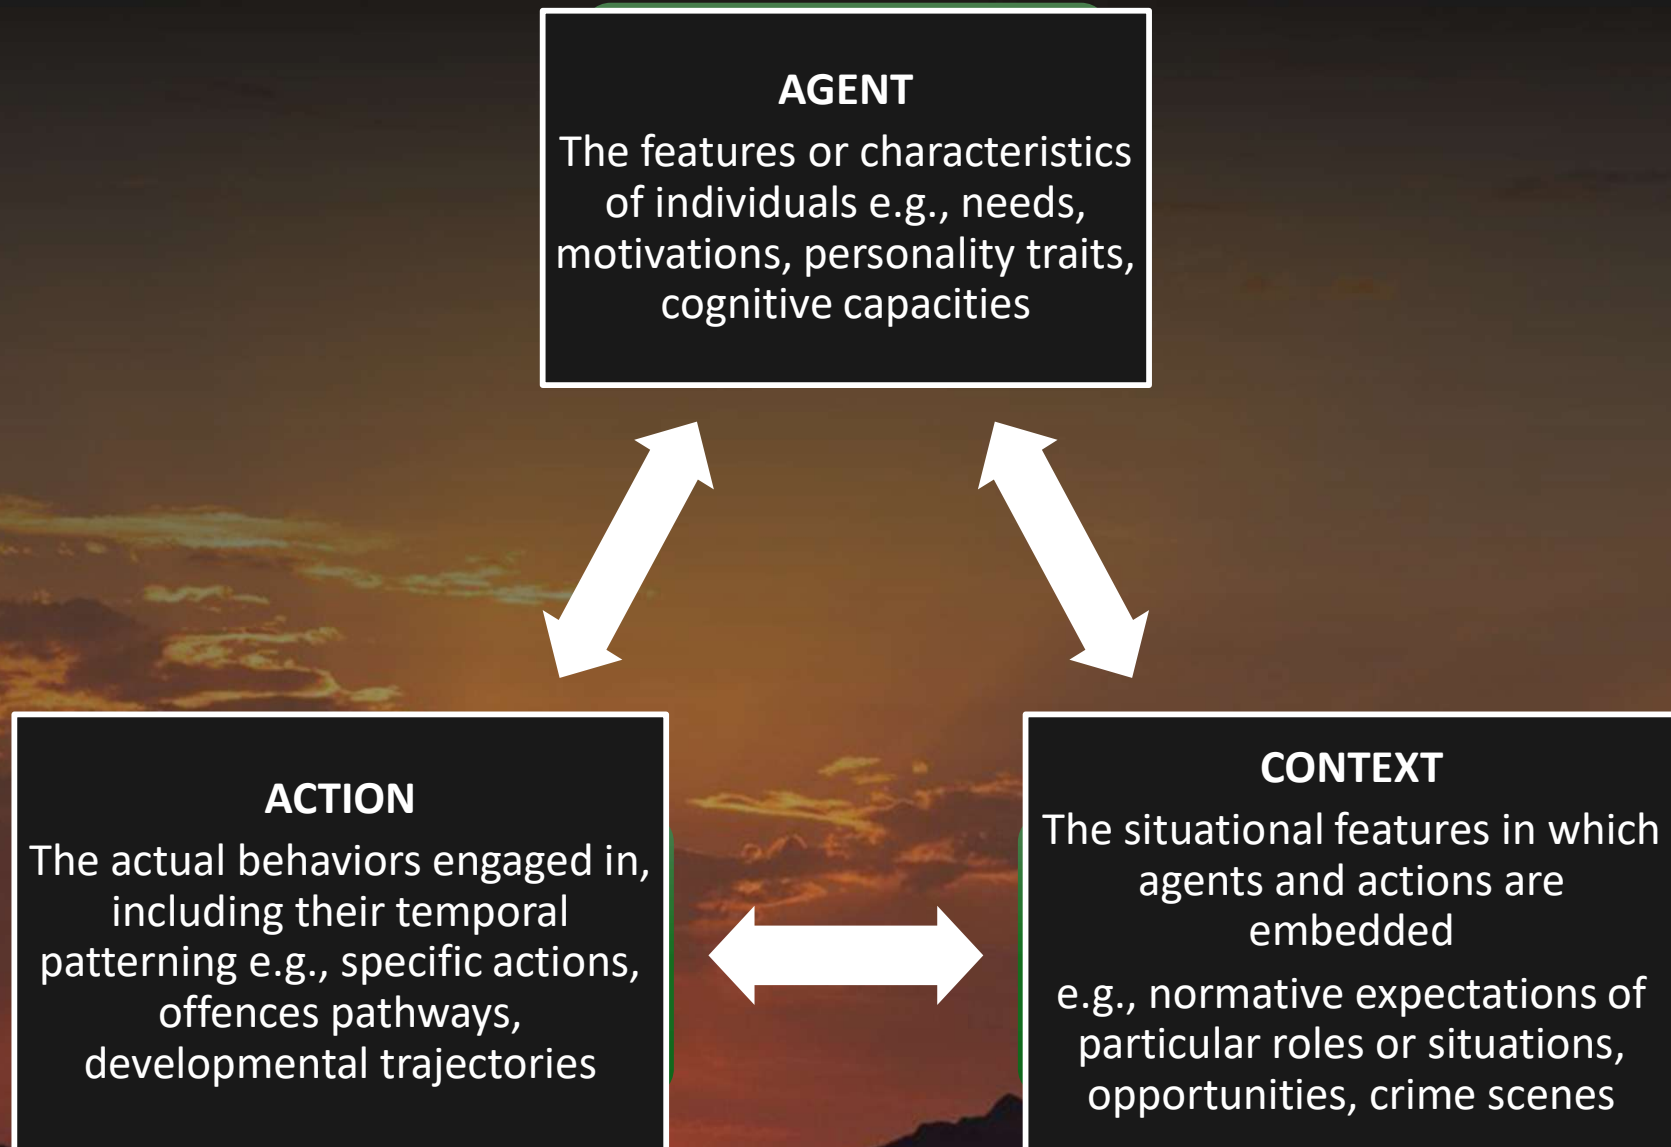 AGENT
The features or characteristics
of individuals e.g., needs,
motivations, personality traits,
cognitive capacities
ACTION
The actual behaviors engaged in,
including their temporal
patterning e.g., specific actions,
offences pathways,
developmental trajectories
CONTEXT
The situational features in which
agents and actions are
embedded
e.g., normative expectations of
particular roles or situations,
opportunities, crime scenes